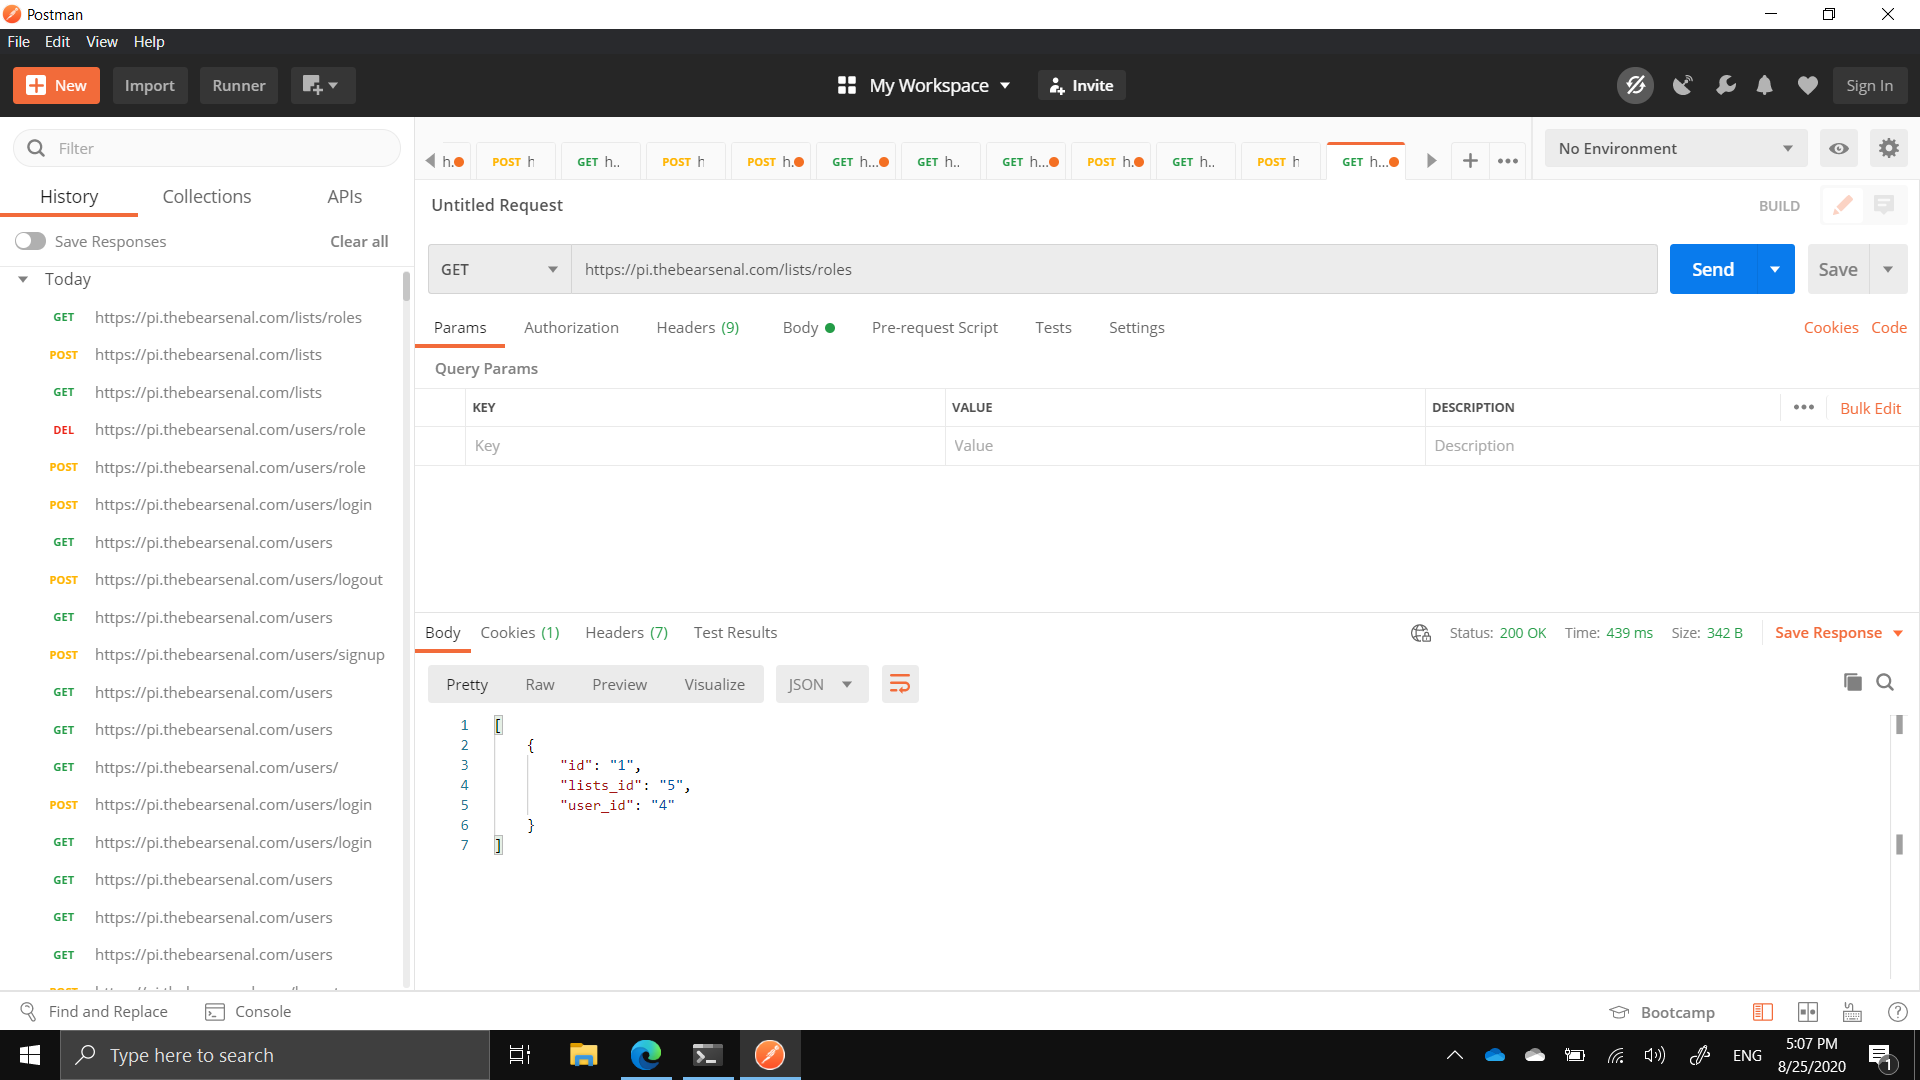 Postman
File Edit View Help
New Import Runner My Workspace Invite Sign In
Filter
History Collections APIs
Save Responses Clear all
Today
GET https://pi.thebearsenal.com/lists/roles
POST https://pi.thebearsenal.com/lists
GET https://pi.thebearsenal.com/lists
DEL https://pi.thebearsenal.com/users/role
POST https://pi.thebearsenal.com/users/role
POST https://pi.thebearsenal.com/users/login
GET https://pi.thebearsenal.com/users
POST https://pi.thebearsenal.com/users/logout
GET https://pi.thebearsenal.com/users
POST https://pi.thebearsenal.com/users/signup
GET https://pi.thebearsenal.com/users
GET https://pi.thebearsenal.com/users
GET https://pi.thebearsenal.com/users/
POST https://pi.thebearsenal.com/users/login
GET https://pi.thebearsenal.com/users/login
GET https://pi.thebearsenal.com/users
GET https://pi.thebearsenal.com/users
GET https://pi.thebearsenal.com/users
h. POST h GET h.. POST h POST h. GET h... GET h.. GET h... POST h. GET h.. POST h GET h...
No Environment
Untitled Request BUILD
GET https://pi.thebearsenal.com/lists/roles Send Save
Params Authorization Headers (9) Body Pre-request Script Tests Settings Cookies Code
Query Params
KEY VALUE DESCRIPTION Bulk Edit
Key Value Description
Body Cookies (1) Headers (7) Test Results Status: 200 OK Time: 439 ms Size: 342 B Save Response
Pretty Raw Preview Visualize JSON
1 [
2 {
3 "id": "1",
4 "lists_id": "5",
5 "user_id": "4"
6 }
7 ]
Find and Replace Console Bootcamp
Type here to search ENG 5:07 PM
8/25/2020 1